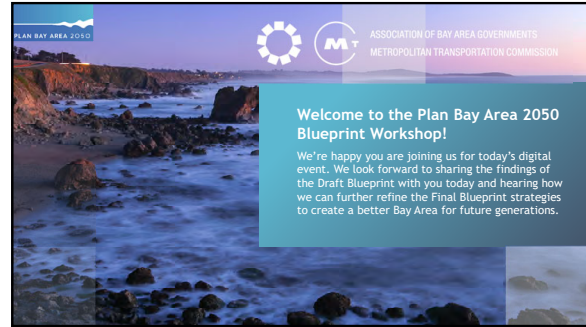 PLAN BAY AREA 2050
ASSOCIATION OF BAY AREA GOVERNMENTS
METROPOLITAN TRANSPORTATION COMMISSION
MT
Welcome to the Plan Bay Area 2050
Blueprint Workshop!
We're happy you are joining us for today's digital
event. We look forward to sharing the findings of
the Draft Blueprint with you today and hearing how
we can further refine the Final Blueprint strategies
to create a better Bay Area for future generations.